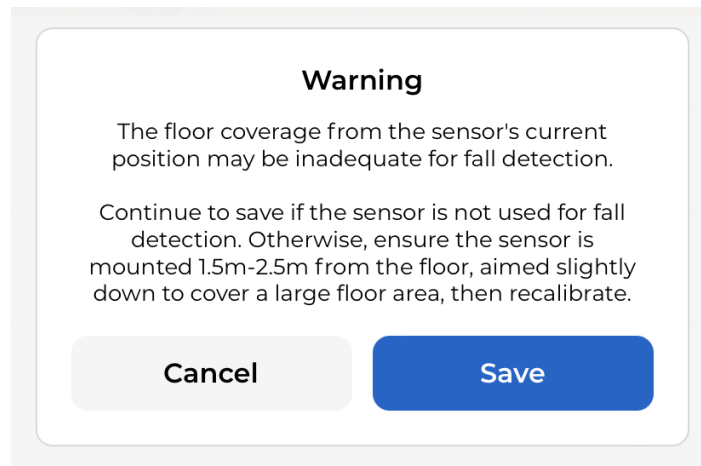 Warning
The floor coverage from the sensor's current
position may be inadequate for fall detection.
Continue to save if the sensor is not used for fall
detection. Otherwise, ensure the sensor is
mounted 1.5m-2.5m from the floor, aimed slightly
down to cover a large floor area, then recalibrate.
Cancel
Save